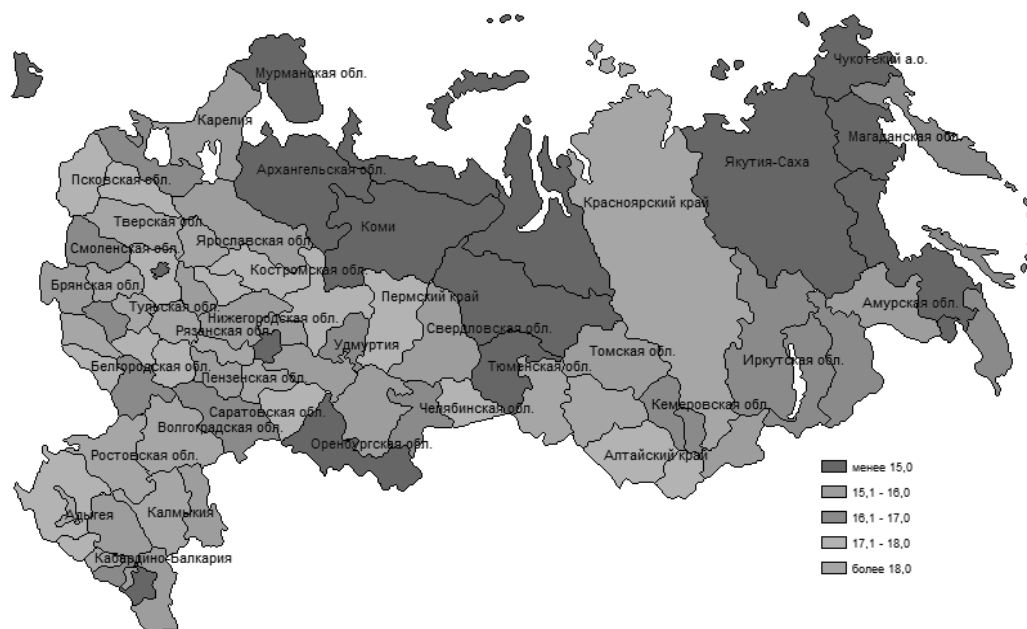 Мурманская обл.
Чукотский а.о.
Карелия
Магаданская обл.
Архангельская обл.
Якутия-Саха
Псковская обл.
Красноярский край
Тверская обл.
Коми
Ярославская обл.
Смоленская обл.
Костромская обл.
Брянская обл.
Пермский край
Амурская обл.
Тульская обл.
Нижегородская обл.
Рязанская обл.
Свердловская обл.
Удмуртия
Томская обл.
Иркутская обл.
Белгородская обл.
Тюменская обл.
Пензенская обл.
Челябинская обл.
Кемеровская обл.
Саратовская обл.
Волгоградская обл.
Оренбургская обл.
Ростовская обл.
Алтайский край
Адыгея
Калмыкия
Кабардино-Балкария
менее 15,0
15,1 - 16,0
16,1 - 17,0
17,1 - 18,0
более 18,0